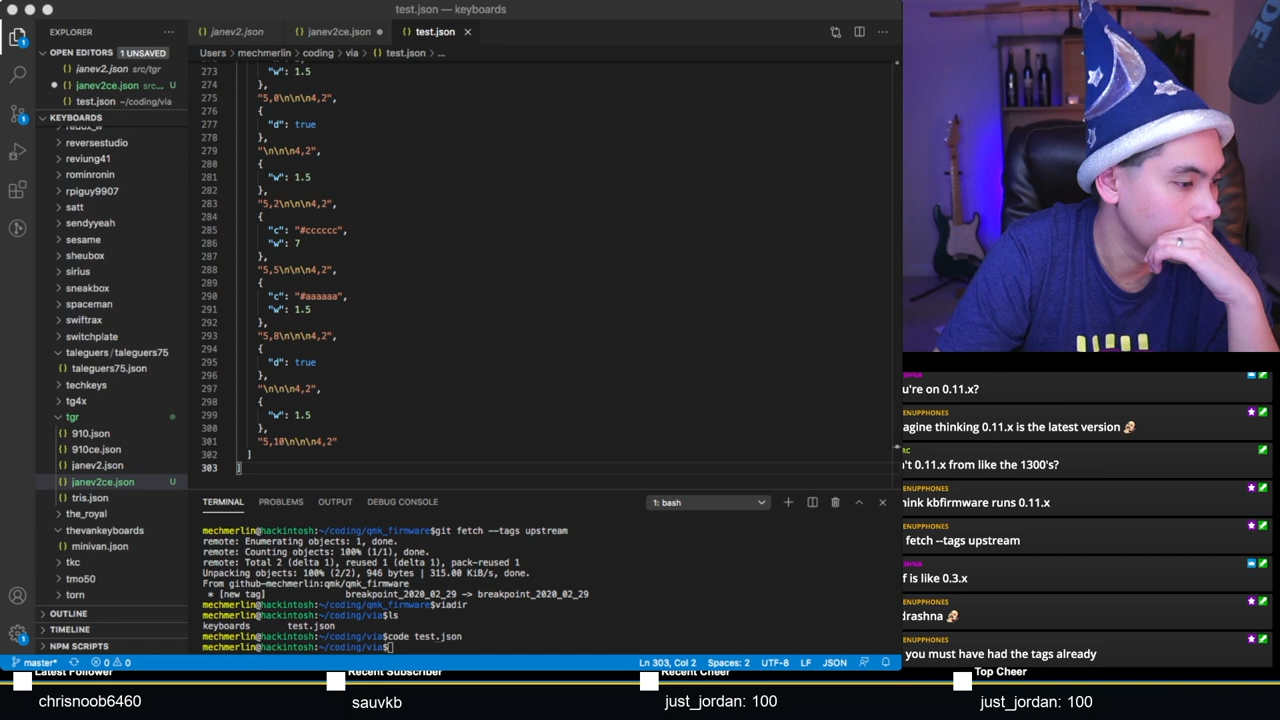 test.json — keyboards
EXPLORER
OPEN EDITORS 1 UNSAVED
janev2.json src/tgr
janev2ce.json src... U
test.json ~/coding/via
KEYBOARDS
redox_w
reversestudio
reviung41
rominronin
rpiguy9907
satt
sendyyeah
sesame
sheubox
sirius
sneakbox
spaceman
swiftrax
switchplate
taleguers / taleguers75
taleguers75.json
techkeys
tg4x
tgr
910.json
910ce.json
janev2.json
janev2ce.json U
tris.json
the_royal
thevankeyboards
minivan.json
tkc
tmo50
torn
OUTLINE
TIMELINE
NPM SCRIPTS
janev2.json janev2ce.json test.json
Users > mechmerlin > coding > via > test.json > ...
273 "w": 1.5
274 },
275 "5,0\n\n\n4,2",
276 {
277 "d": true
278 },
279 "\n\n\n4,2",
280 {
281 "w": 1.5
282 },
283 "5,2\n\n\n4,2",
284 {
285 "c": "#cccccc",
286 "w": 7
287 },
288 "5,5\n\n\n4,2",
289 {
290 "c": "#aaaaaa",
291 "w": 1.5
292 },
293 "5,8\n\n\n4,2",
294 {
295 "d": true
296 },
297 "\n\n\n4,2",
298 {
299 "w": 1.5
300 },
301 "5,10\n\n\n4,2"
302 ]
303 ]
TERMINAL PROBLEMS OUTPUT DEBUG CONSOLE 1: bash
mechmerlin@hackintosh:~/coding/qmk_firmware$git fetch --tags upstream
remote: Enumerating objects: 1, done.
remote: Counting objects: 100% (1/1), done.
remote: Total 2 (delta 1), reused 1 (delta 1), pack-reused 1
Unpacking objects: 100% (2/2), 946 bytes | 315.00 KiB/s, done.
From github-mechmerlin:qmk/qmk_firmware
* [new tag] breakpoint_2020_02_29 -> breakpoint_2020_02_29
mechmerlin@hackintosh:~/coding/qmk_firmware$viadir
mechmerlin@hackintosh:~/coding/via$ls
keyboards test.json
mechmerlin@hackintosh:~/coding/via$code test.json
mechmerlin@hackintosh:~/coding/via$
master* 0 0 Ln 303, Col 2 Spaces: 2 UTF-8 LF JSON
SHNA
u're on 0.11.x?
ENUPPHONES
agine thinking 0.11.x is the latest version
RC
't 0.11.x from like the 1300's?
ENUPPHONES
hink kbfirmware runs 0.11.x
ENUPPHONES
fetch --tags upstream
SHNA
f is like 0.3.x
ENUPPHONES
drashna
ENUPPHONES
you must have had the tags already
Latest Follower Recent Subscriber Recent Cheer Top Cheer
chrisnoob6460 sauvkb just_jordan: 100 just_jordan: 100